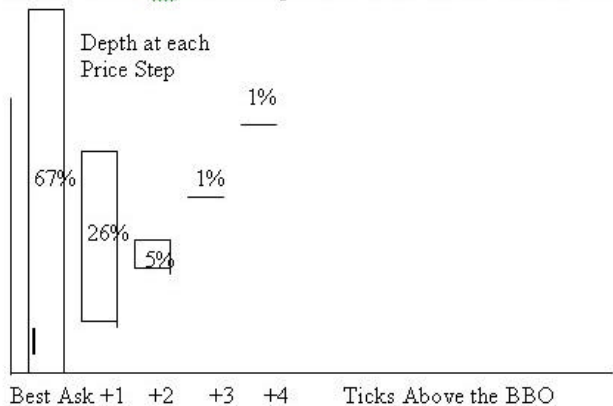 Depth at each
Price Step
1%
67%
1%
26%
5%
Best Ask +1 +2 +3 +4 Ticks Above the BBO